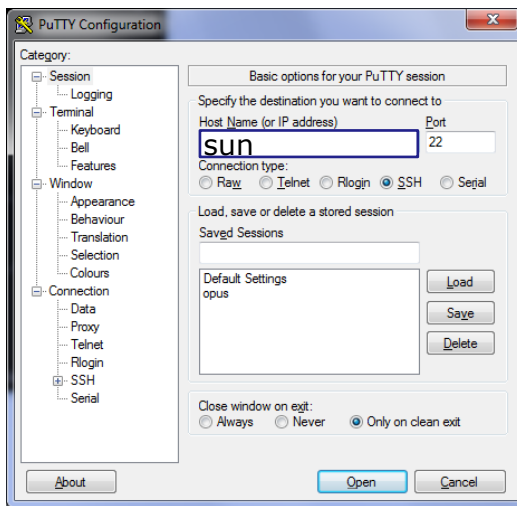 PuTTY Configuration
Category:
Session
Logging
Terminal
Keyboard
Bell
Features
Window
Appearance
Behaviour
Translation
Selection
Colours
Connection
Data
Proxy
Telnet
Rlogin
SSH
Serial
Basic options for your PuTTY session
Specify the destination you want to connect to
Host Name (or IP address) Port
sun 22
Connection type:
Raw Telnet Rlogin SSH Serial
Load, save or delete a stored session
Saved Sessions
Default Settings
opus
Load
Save
Delete
Close window on exit:
Always Never Only on clean exit
About Open Cancel